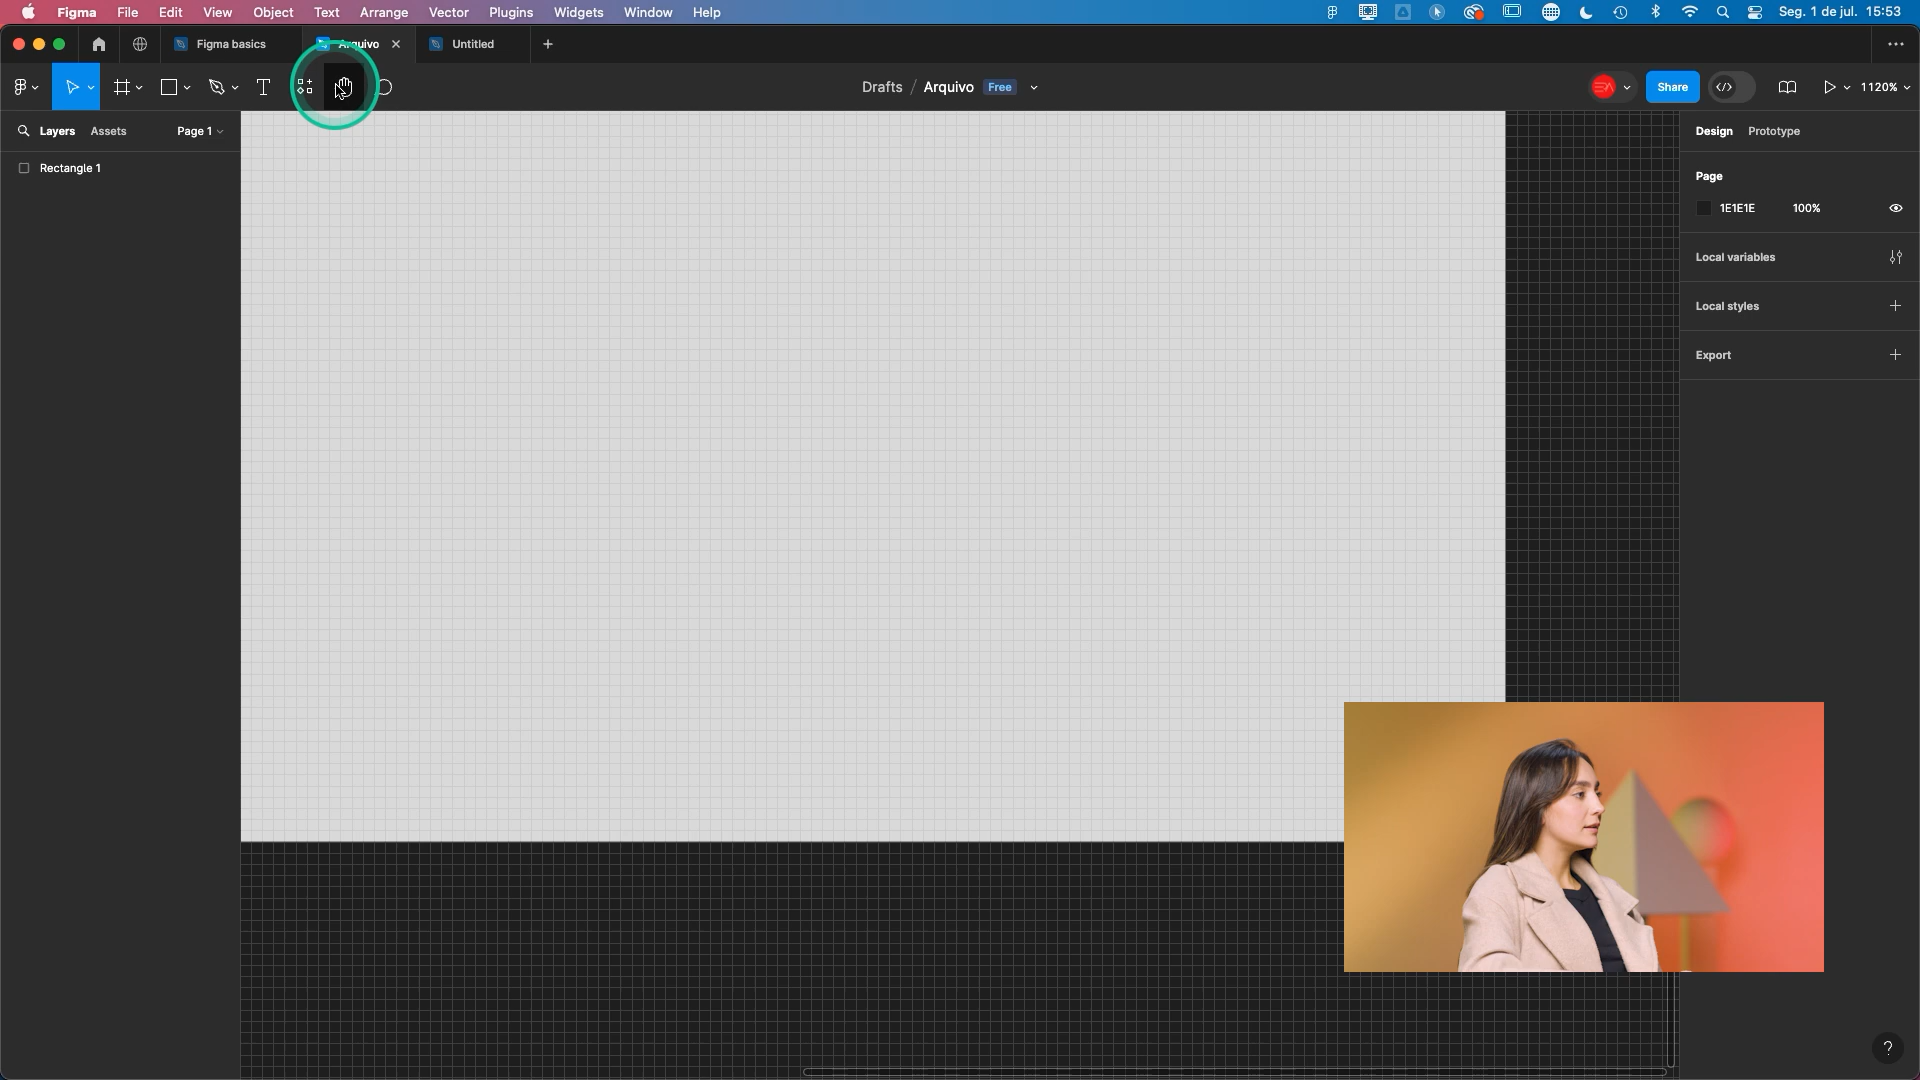 Figma File Edit View Object Text Arrange Vector Plugins Widgets Window Help Seg. 1 de jul. 15:53
Figma basics Arquivo Untitled
Drafts / Arquivo Free Share 1120%
Layers Assets Page 1
Rectangle 1
Design Prototype
Page
1E1E1E 100%
Local variables
Local styles
Export